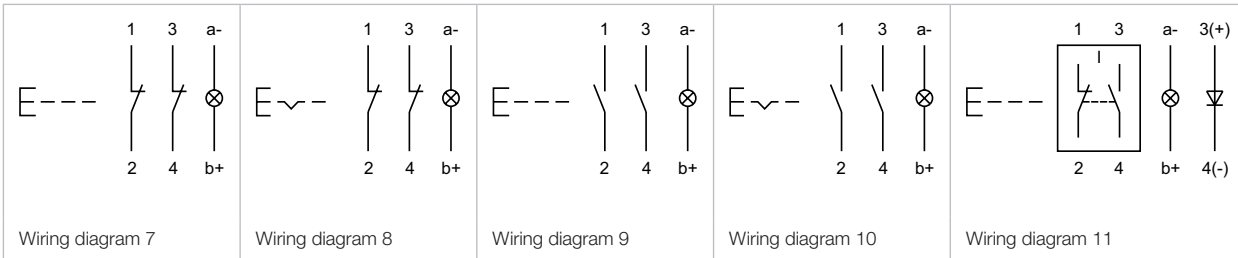 1 3 a-
2 4 b+
Wiring diagram 7
1 3 a-
2 4 b+
Wiring diagram 8
1 3 a-
2 4 b+
Wiring diagram 9
1 3 a-
2 4 b+
Wiring diagram 10
1 3 a- 3(+)
2 4 b+ 4(-)
Wiring diagram 11